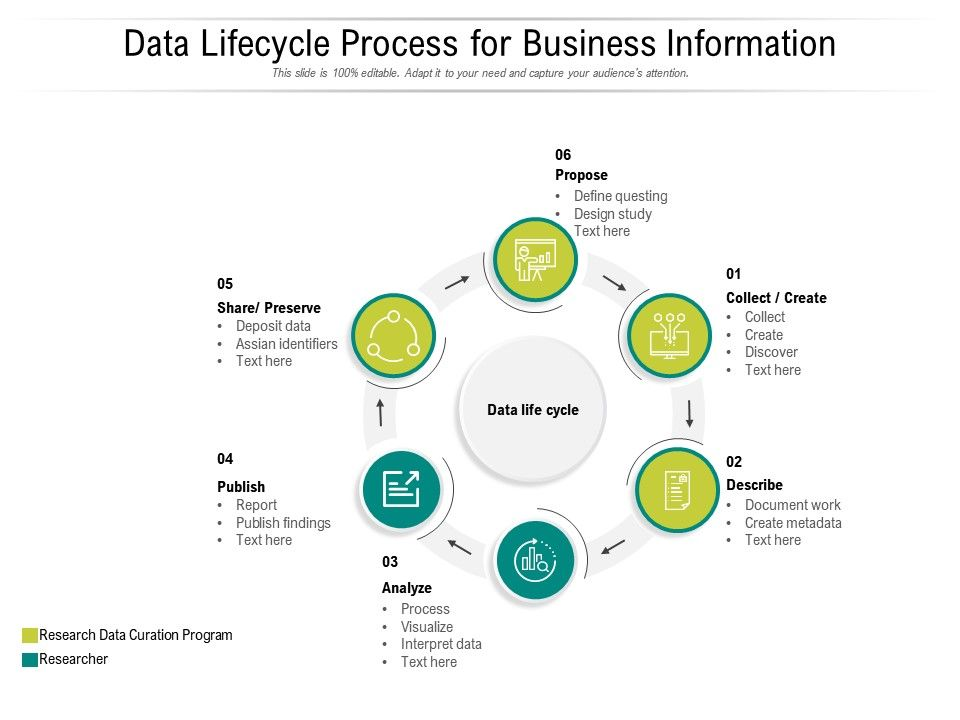 Data Lifecycle Process for Business Information
This slide is 100% editable. Adapt it to your need and capture your audience's attention.
06
Propose
• Define questing
• Design study
Text here
01
Collect / Create
• Collect
• Create
• Discover
• Text here
02
Describe
• Document work
• Create metadata
• Text here
03
Analyze
• Process
• Visualize
• Interpret data
• Text here
04
Publish
• Report
• Publish findings
• Text here
05
Share/ Preserve
• Deposit data
• Assian identifiers
• Text here
Data life cycle
Research Data Curation Program
Researcher